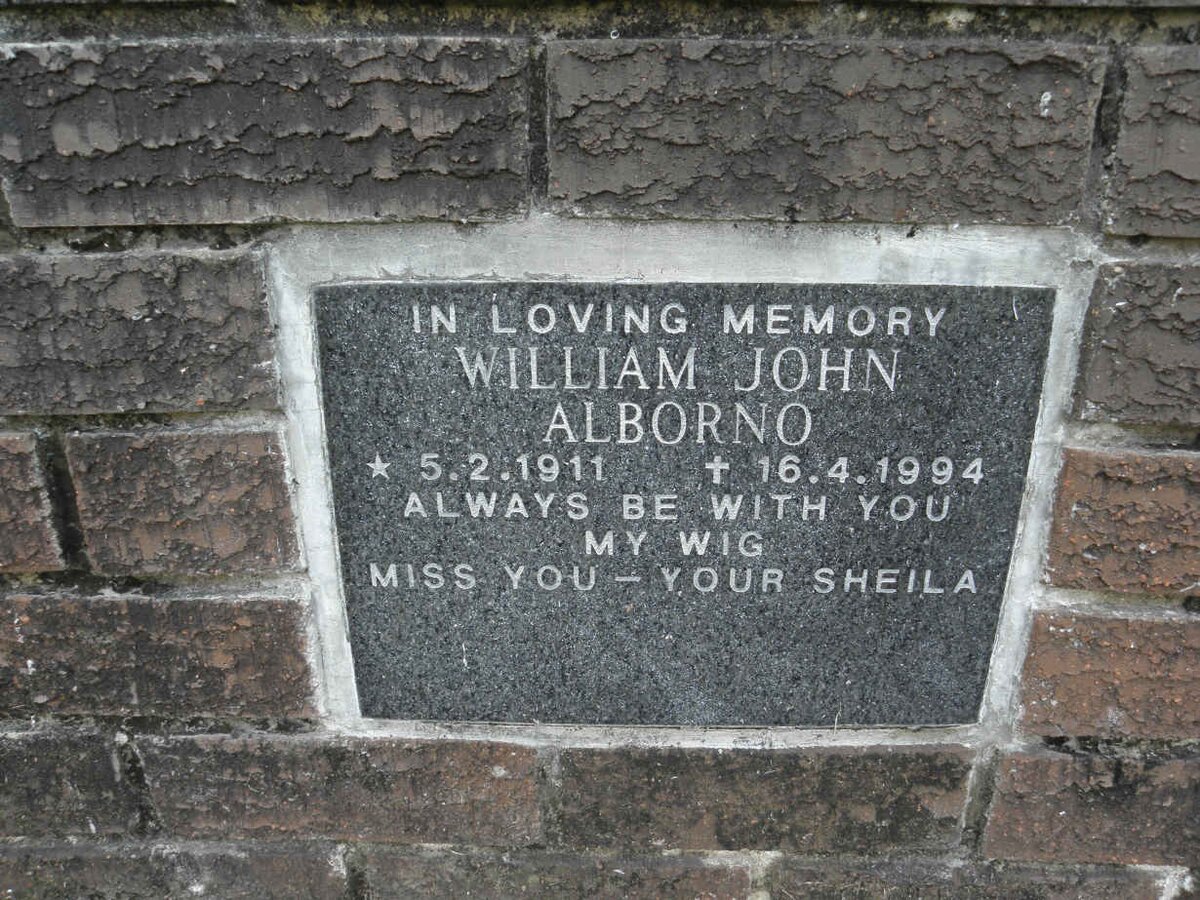 IN LOVING MEMORY
WILLIAM JOHN
ALBORNO
★ 5.2.1911 ✝ 16.4.1994
ALWAYS BE WITH YOU
MY WIG
MISS YOU – YOUR SHEILA